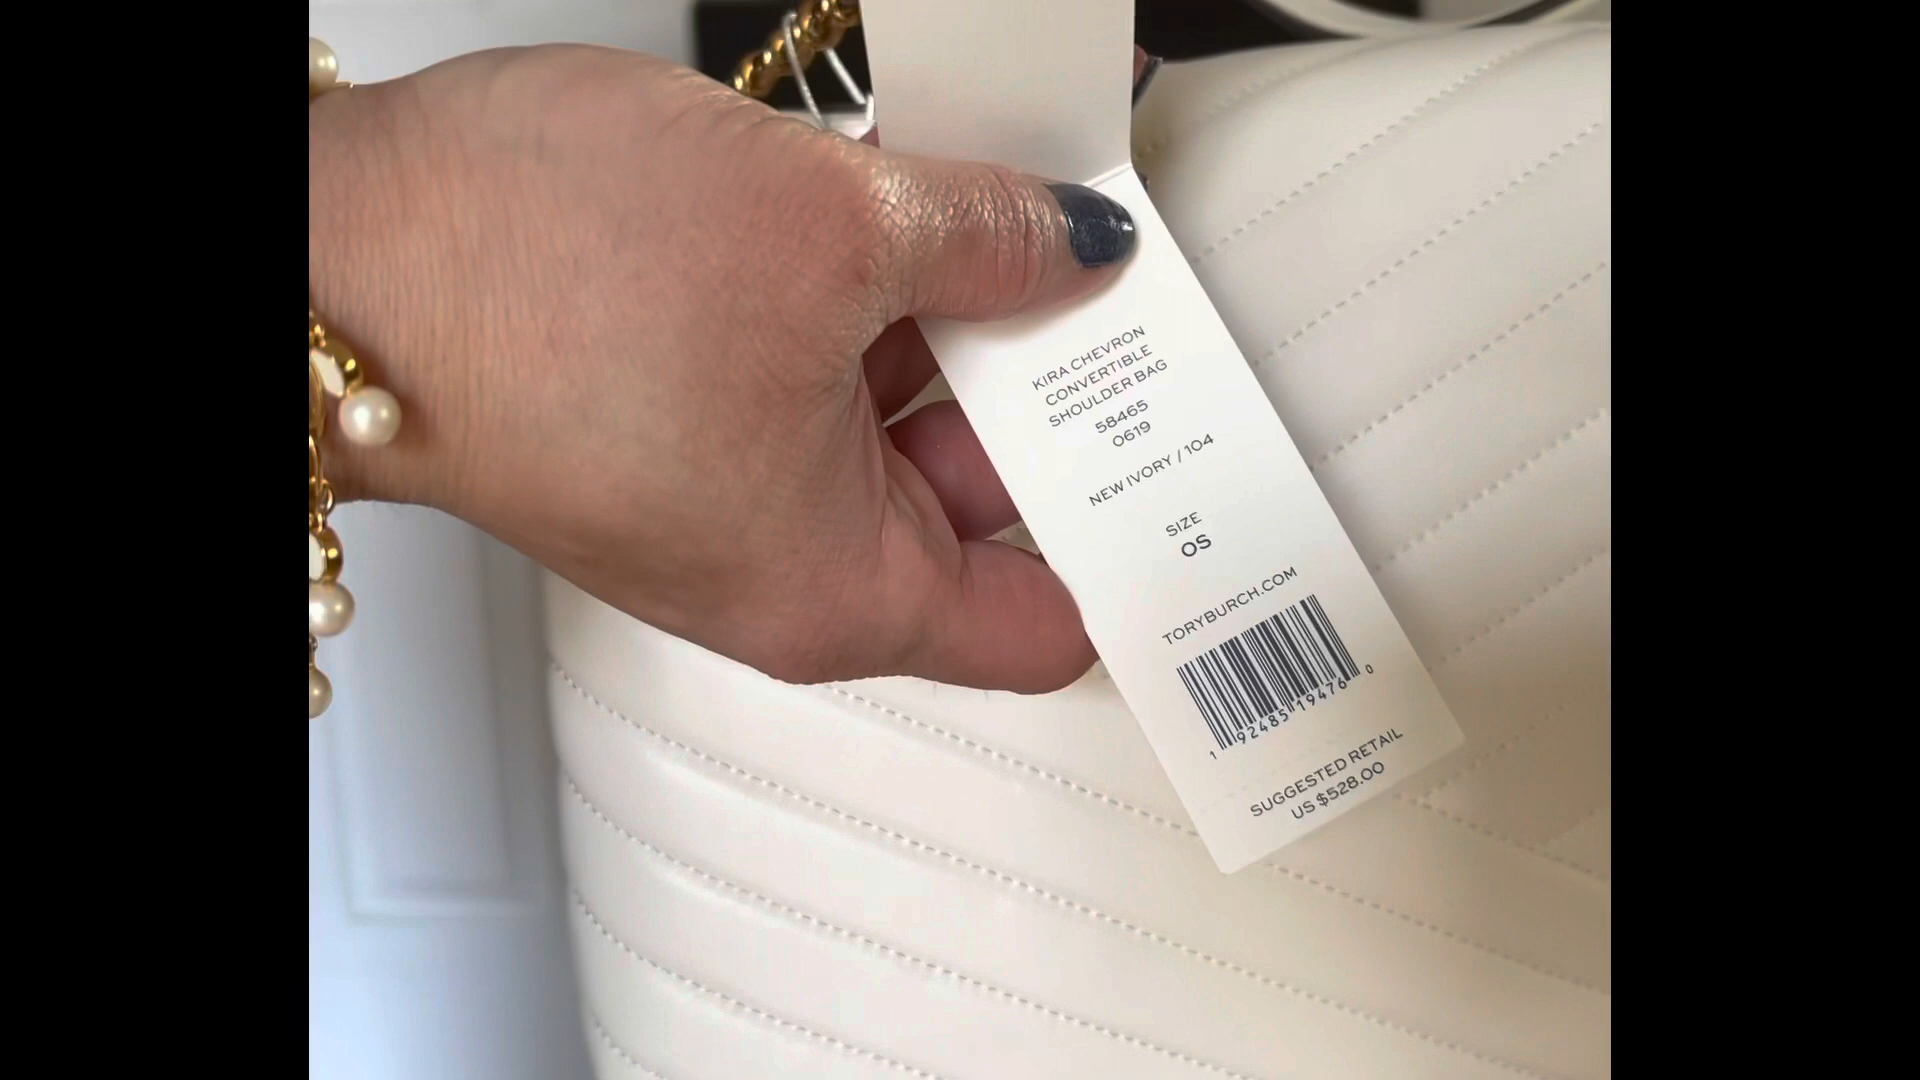 KIRA CHEVRON
CONVERTIBLE
SHOULDER BAG
58465
0619
NEW IVORY / 104
SIZE
OS
TORYBURCH.COM
1 92485 19476 0
SUGGESTED RETAIL
US $528.00